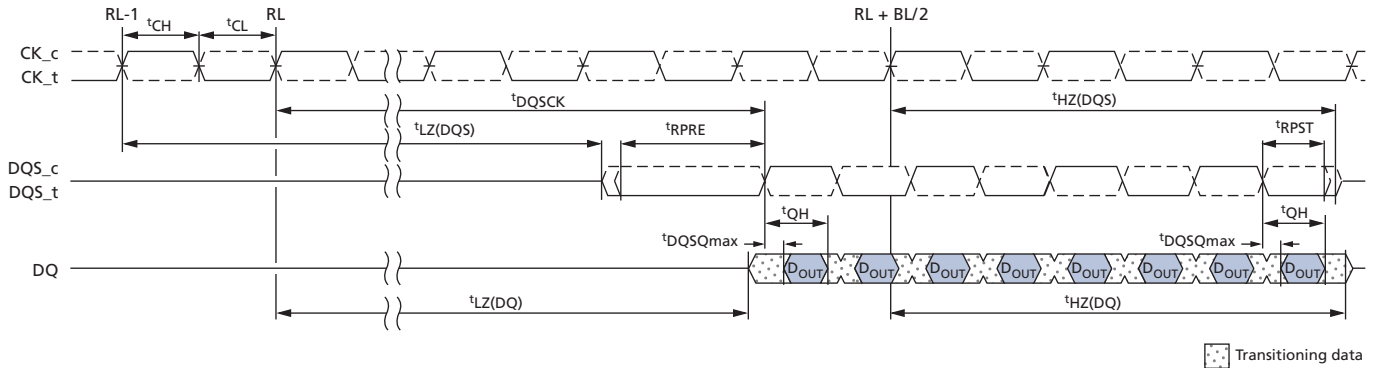 RL-1
RL
RL + BL/2
tCH
tCL
CK_c
CK_t
tDQSCK
tHZ(DQS)
tLZ(DQS)
tRPRE
tRPST
DQS_c
DQS_t
tQH
tQH
tDQSQmax
tDQSQmax
DQ
DOUT DOUT DOUT DOUT DOUT DOUT DOUT DOUT
tLZ(DQ)
tHZ(DQ)
Transitioning data